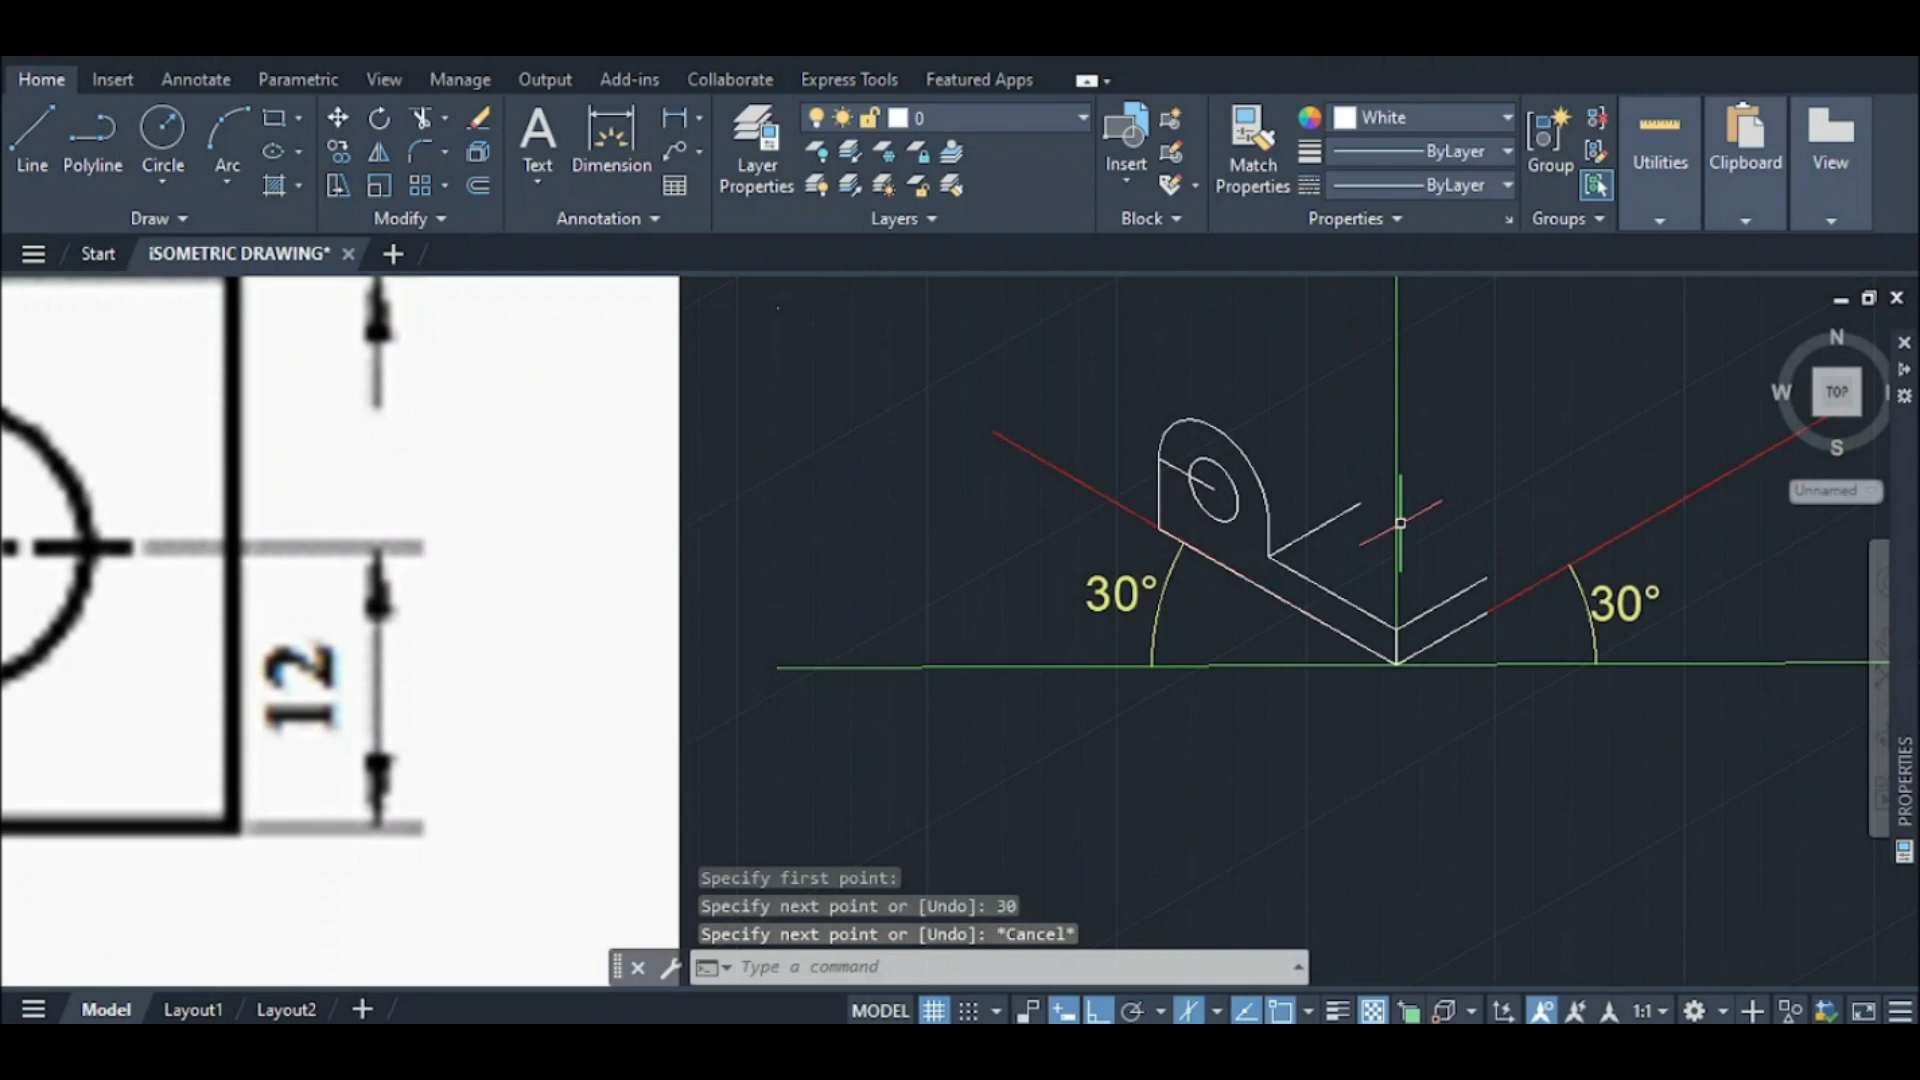 Home Insert Annotate Parametric View Manage Output Add-ins Collaborate Express Tools Featured Apps
0 White
Line Polyline Circle Arc Text Dimension Layer Properties Insert Match Properties ByLayer ByLayer Group Utilities Clipboard View
Draw Modify Annotation Layers Block Properties Groups
Start iSOMETRIC DRAWING*
N
W TOP
S
Unnamed
30° 30°
12
PROPERTIES
Specify first point:
Specify next point or [Undo]: 30
Specify next point or [Undo]: *Cancel*
Type a command
Model Layout1 Layout2 MODEL 1:1